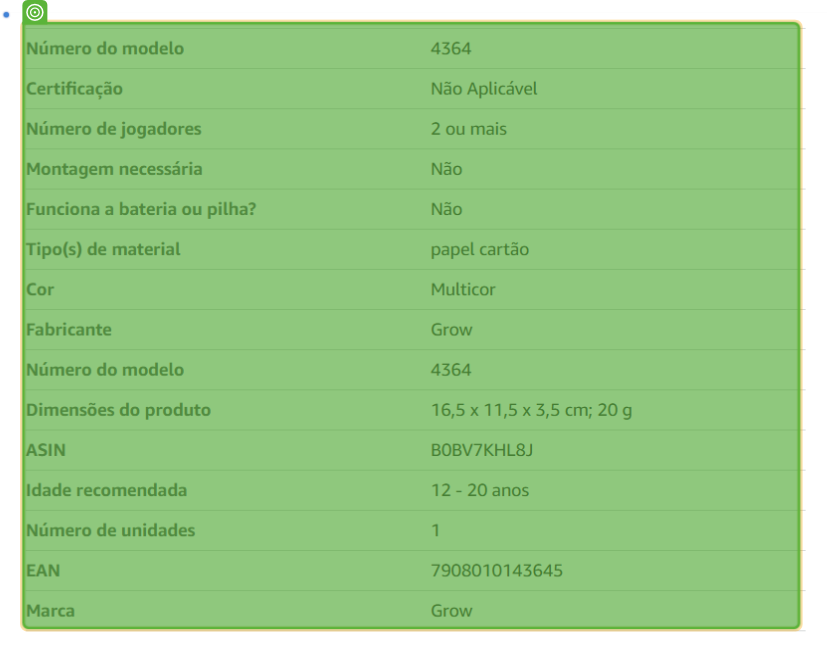 Número do modelo 4364
Certificação Não Aplicável
Número de jogadores 2 ou mais
Montagem necessária Não
Funciona a bateria ou pilha? Não
Tipo(s) de material papel cartão
Cor Multicor
Fabricante Grow
Número do modelo 4364
Dimensões do produto 16,5 x 11,5 x 3,5 cm; 20 g
ASIN B0BV7KHL8J
Idade recomendada 12 - 20 anos
Número de unidades 1
EAN 7908010143645
Marca Grow